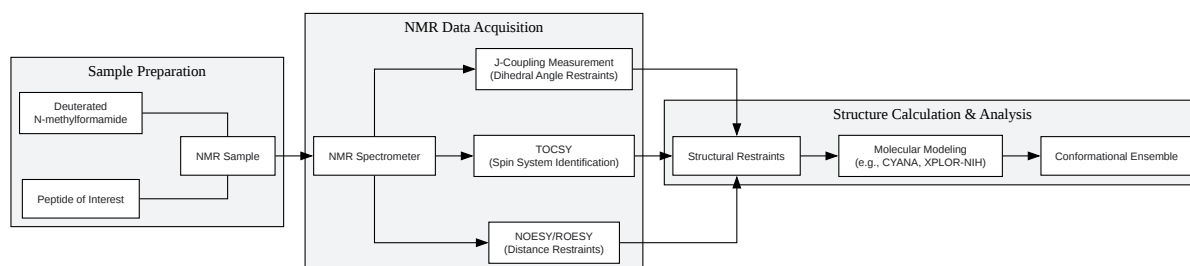 Sample Preparation
Deuterated
N-methylformamide
NMR Sample
Peptide of Interest
NMR Data Acquisition
NMR Spectrometer
J-Coupling Measurement
(Dihedral Angle Restraints)
TOCSY
(Spin System Identification)
NOESY/ROESY
(Distance Restraints)
Structure Calculation & Analysis
Structural Restraints
Molecular Modeling
(e.g., CYANA, XPLOR-NIH)
Conformational Ensemble